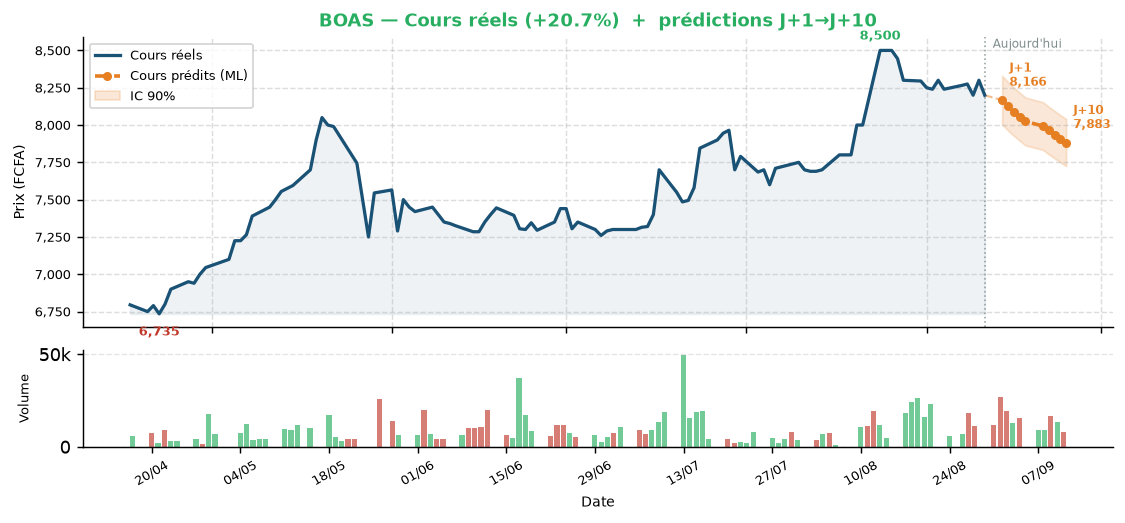 BOAS — Cours réels (+20.7%)  +  prédictions J+1→J+10
8,500
Aujourd'hui
Cours réels
Cours prédits (ML)
IC 90%
J+1
8,166
J+10
7,883
8,500
8,250
8,000
7,750
7,500
7,250
7,000
6,750
Prix (FCFA)
6,735
50k
0
Volume
20/04
04/05
18/05
01/06
15/06
29/06
13/07
27/07
10/08
24/08
07/09
Date